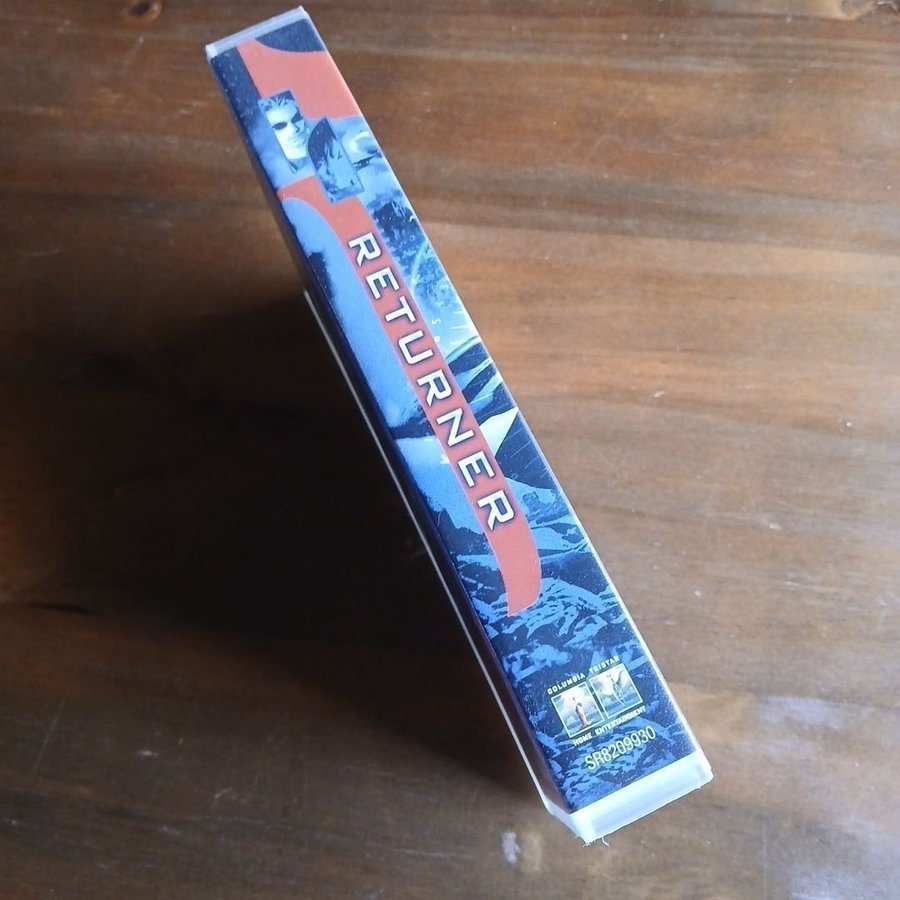 RETURNER
COLUMBIA TRISTAR
HOME ENTERTAINMENT
SR8209930